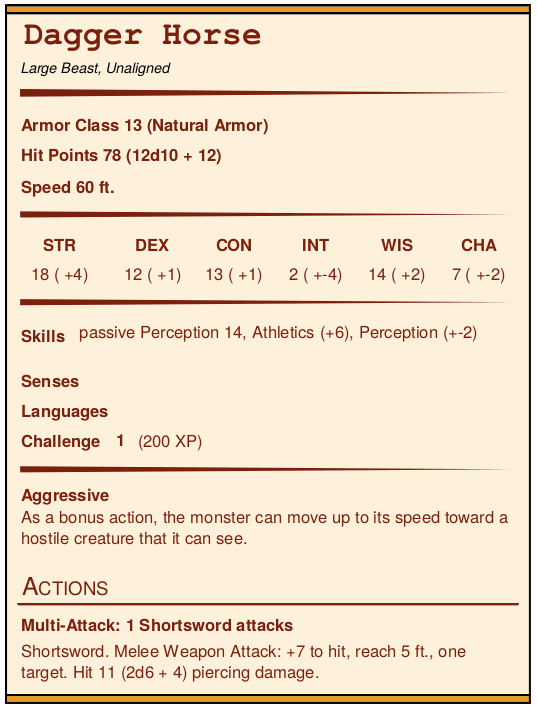 Dagger Horse
Large Beast, Unaligned
Armor Class 13 (Natural Armor)
Hit Points 78 (12d10 + 12)
Speed 60 ft.
STR DEX CON INT WIS CHA
18 ( +4) 12 ( +1) 13 ( +1) 2 ( +-4) 14 ( +2) 7 ( +-2)
Skills passive Perception 14, Athletics (+6), Perception (+-2)
Senses
Languages
Challenge 1 (200 XP)
Aggressive
As a bonus action, the monster can move up to its speed toward a
hostile creature that it can see.
ACTIONS
Multi-Attack: 1 Shortsword attacks
Shortsword. Melee Weapon Attack: +7 to hit, reach 5 ft., one
target. Hit 11 (2d6 + 4) piercing damage.